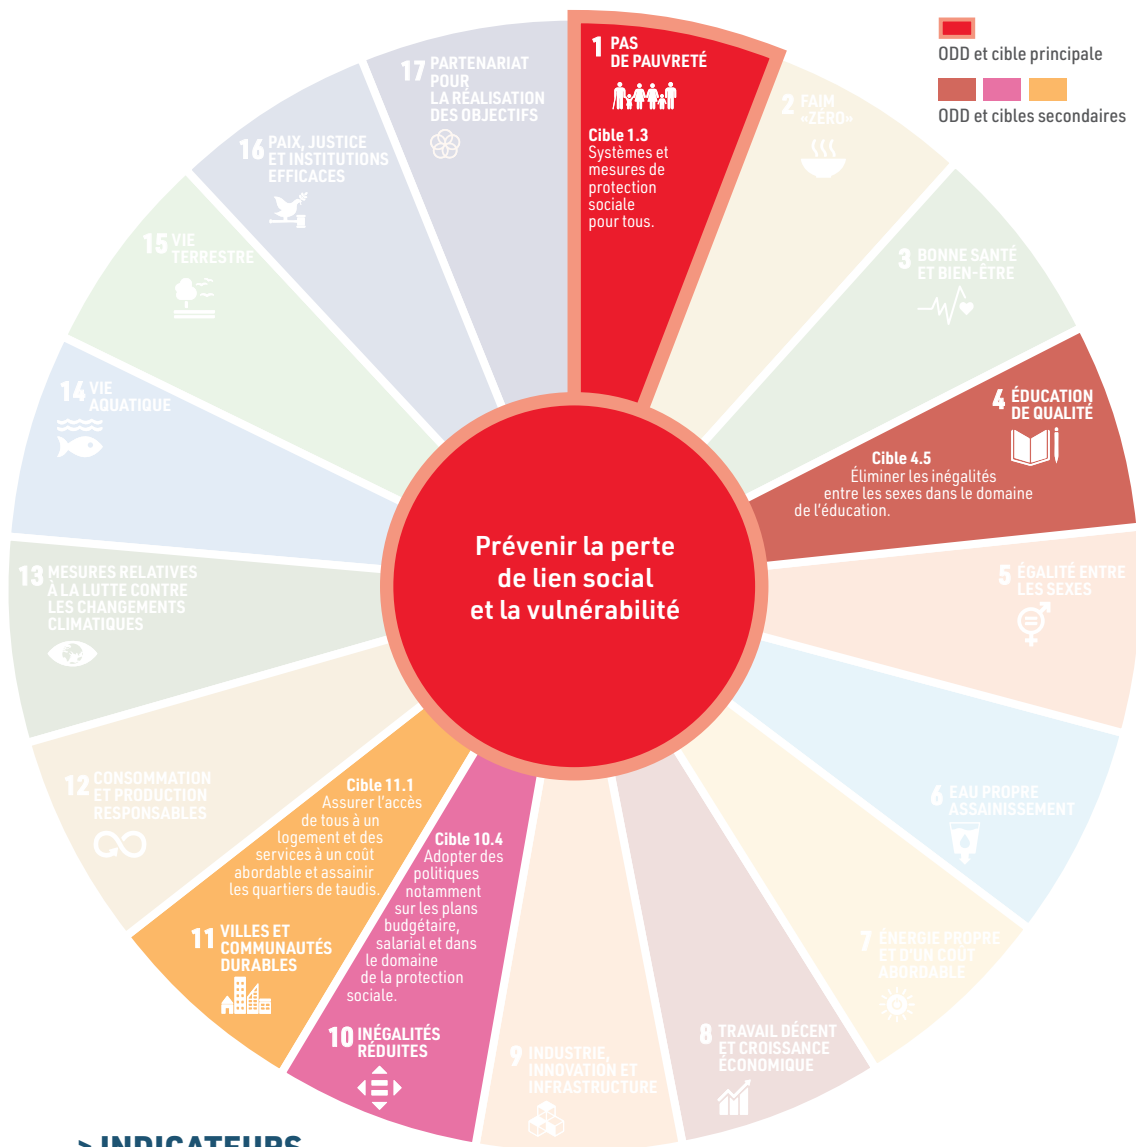 1 PAS
DE PAUVRETÉ
Cible 1.3
Systèmes et
mesures de
protection
sociale
pour tous.
ODD et cible principale
ODD et cibles secondaires
2 FAIM
«ZÉRO»
3 BONNE SANTÉ
ET BIEN-ÊTRE
4 ÉDUCATION
DE QUALITÉ
Cible 4.5
Éliminer les inégalités
entre les sexes dans le domaine
de l'éducation.
5 ÉGALITÉ ENTRE
LES SEXES
6 EAU PROPRE
ASSAINISSEMENT
7 ÉNERGIE PROPRE
ET D'UN COÛT
ABORDABLE
8 TRAVAIL DÉCENT
ET CROISSANCE
ÉCONOMIQUE
9 INDUSTRIE,
INNOVATION ET
INFRASTRUCTURE
Cible 10.4
Adopter des
politiques
notamment
sur les plans
budgétaire,
salarial et dans
le domaine
de la protection
sociale.
10 INÉGALITÉS
RÉDUITES
Cible 11.1
Assurer l'accès
de tous à un
logement et des
services à un coût
abordable et assainir
les quartiers de taudis.
11 VILLES ET
COMMUNAUTÉS
DURABLES
12 CONSOMMATION
ET PRODUCTION
RESPONSABLES
13 MESURES RELATIVES
À LA LUTTE CONTRE
LES CHANGEMENTS
CLIMATIQUES
14 VIE
AQUATIQUE
15 VIE
TERRESTRE
16 PAIX, JUSTICE
ET INSTITUTIONS
EFFICACES
17 PARTENARIAT
POUR
LA RÉALISATION
DES OBJECTIFS
Prévenir la perte
de lien social
et la vulnérabilité
> INDICATEURS